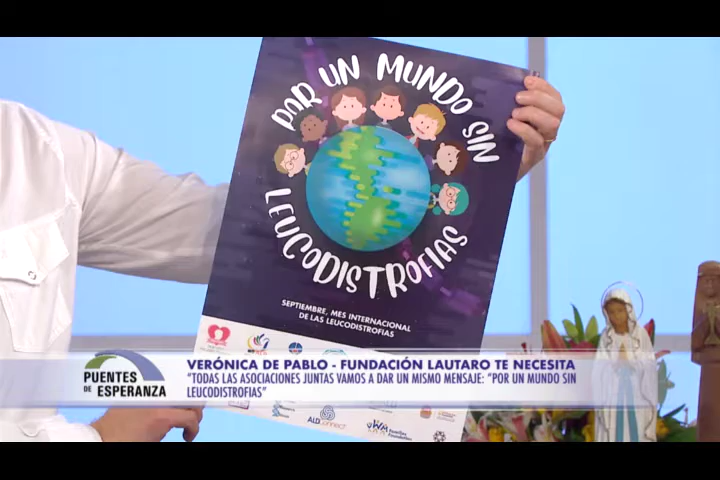 POR UN MUNDO SIN
LEUCODISTROFIAS
SEPTIEMBRE, MES INTERNACIONAL
DE LAS LEUCODISTROFIAS
PUENTES
DE ESPERANZA
VERÓNICA DE PABLO - FUNDACIÓN LAUTARO TE NECESITA
"TODAS LAS ASOCIACIONES JUNTAS VAMOS A DAR UN MISMO MENSAJE: "POR UN MUNDO SIN
LEUCODISTROFIAS"
ALD